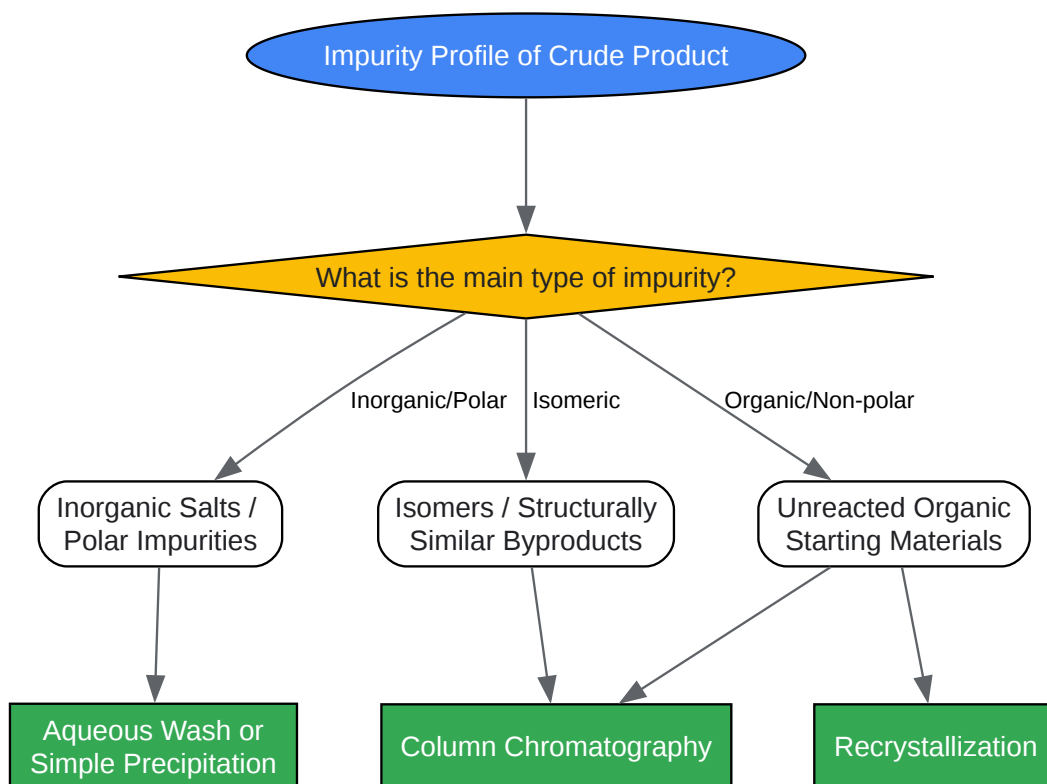 Impurity Profile of Crude Product
What is the main type of impurity?
Inorganic/Polar
Isomeric
Organic/Non-polar
Inorganic Salts /
Polar Impurities
Isomers / Structurally
Similar Byproducts
Unreacted Organic
Starting Materials
Aqueous Wash or
Simple Precipitation
Column Chromatography
Recrystallization